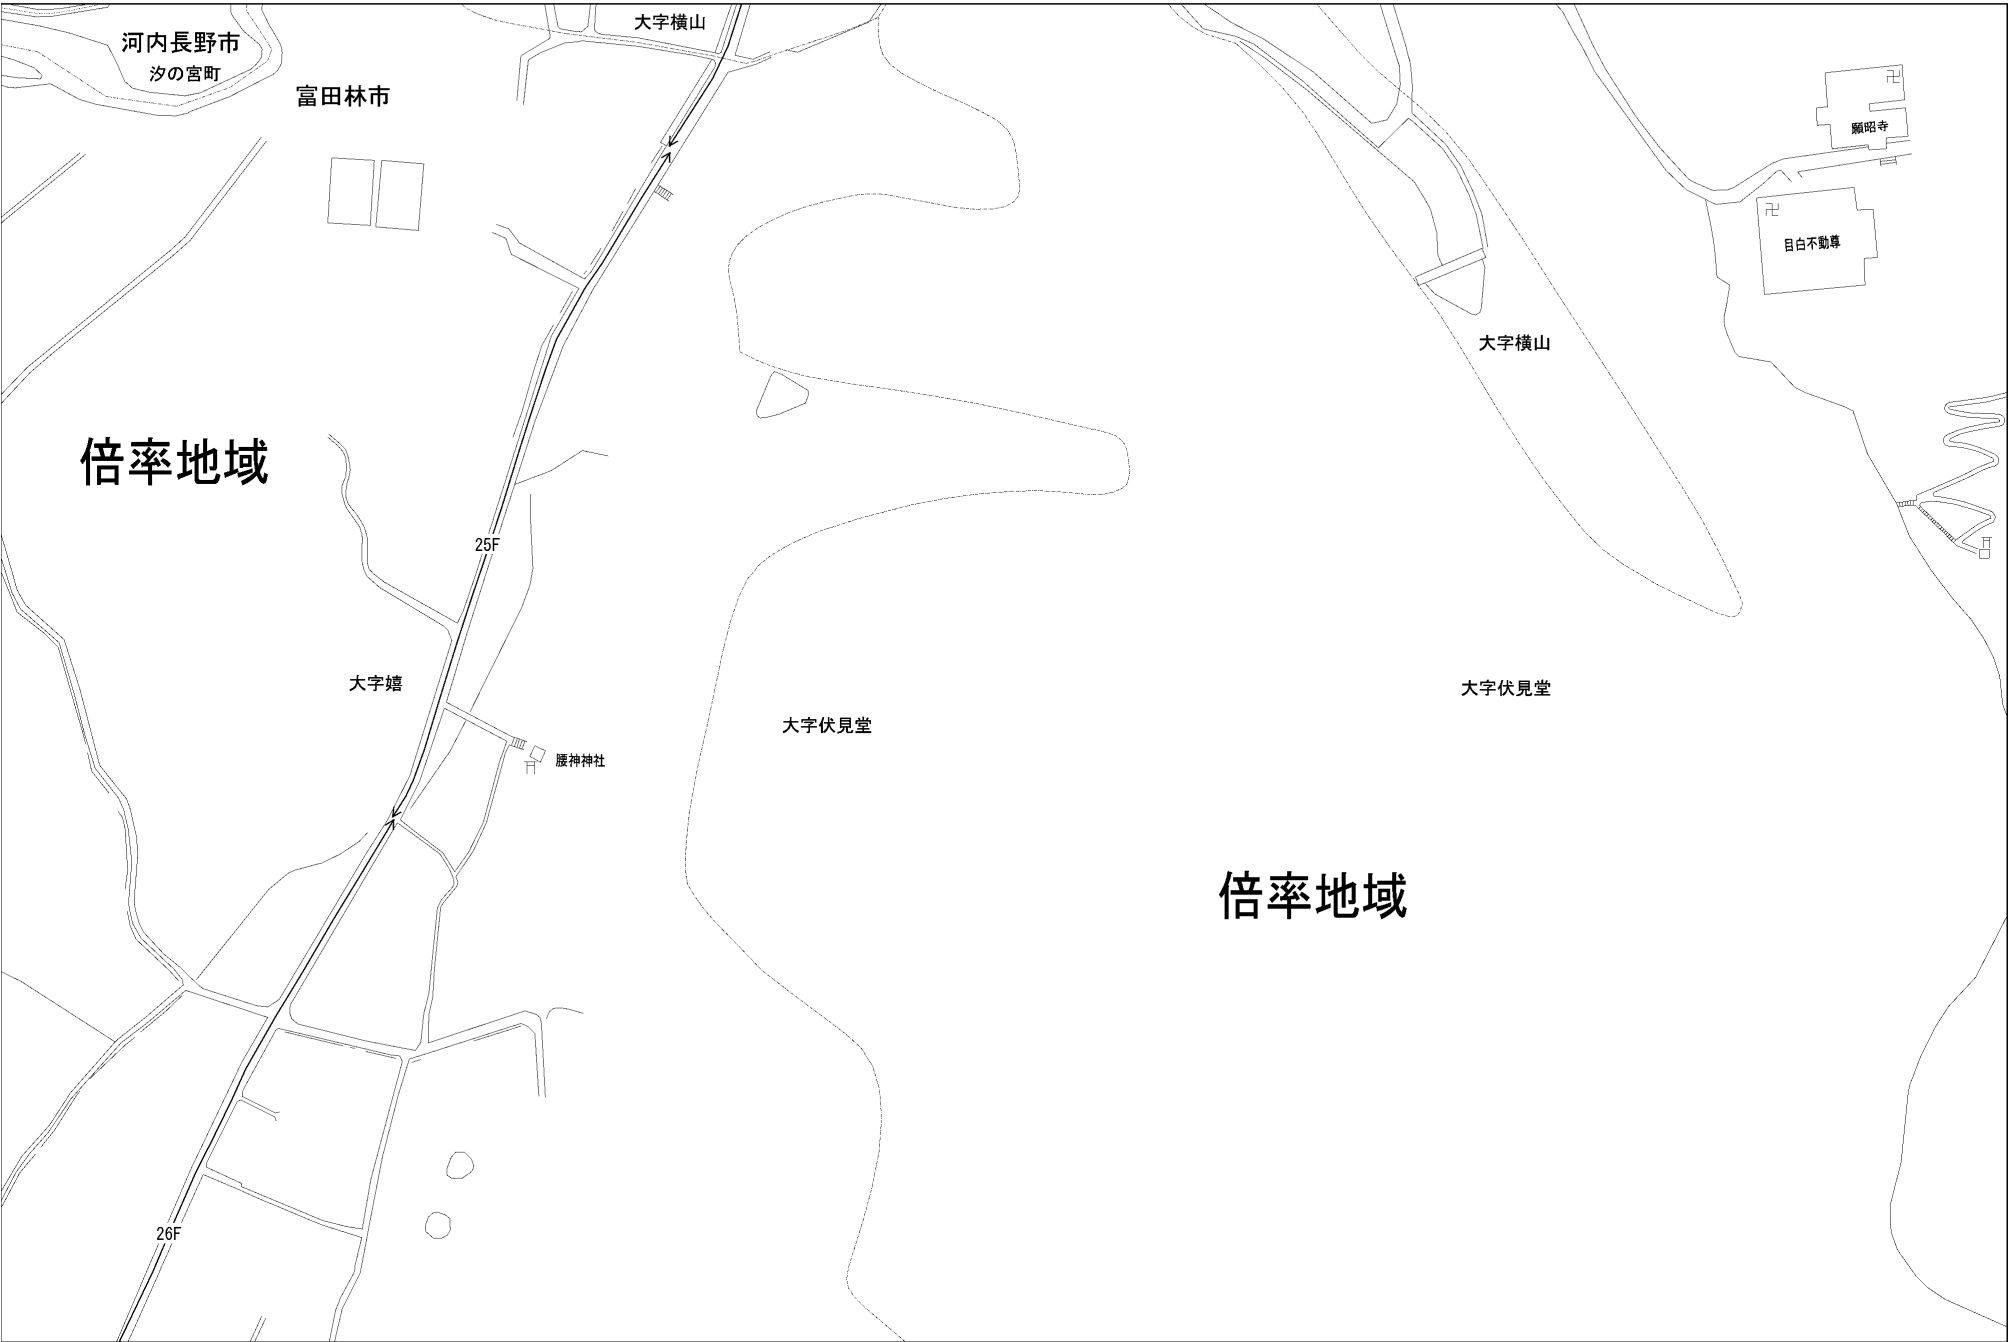 大字横山
河内長野市
汐の宮町
富田林市
願昭寺
目白不動尊
大字横山
倍率地域
25F
大字嬉
大字伏見堂
大字伏見堂
腰神神社
倍率地域
26F